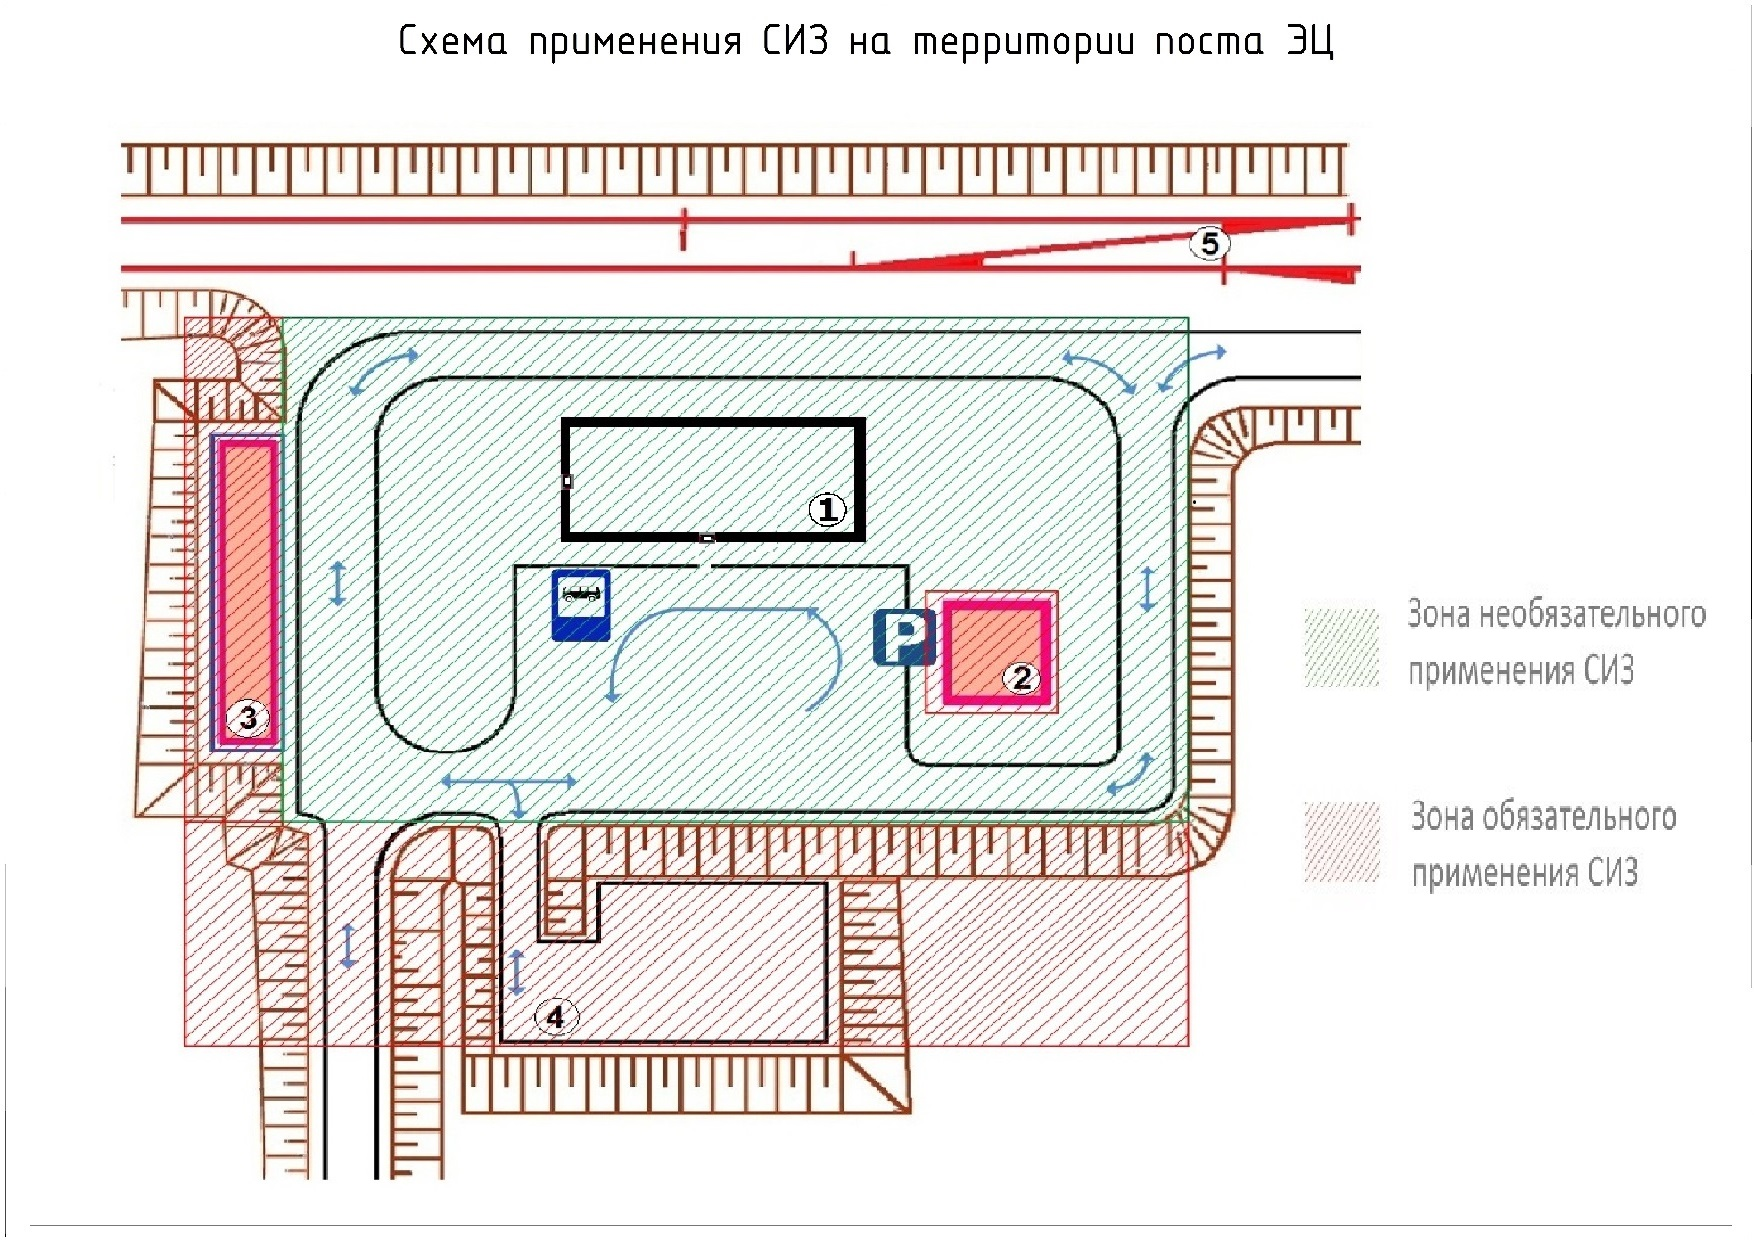 Схема применения СИЗ на территории поста ЭЦ
5
1
P
2
3
4
Зона необязательного
применения СИЗ
Зона обязательного
применения СИЗ